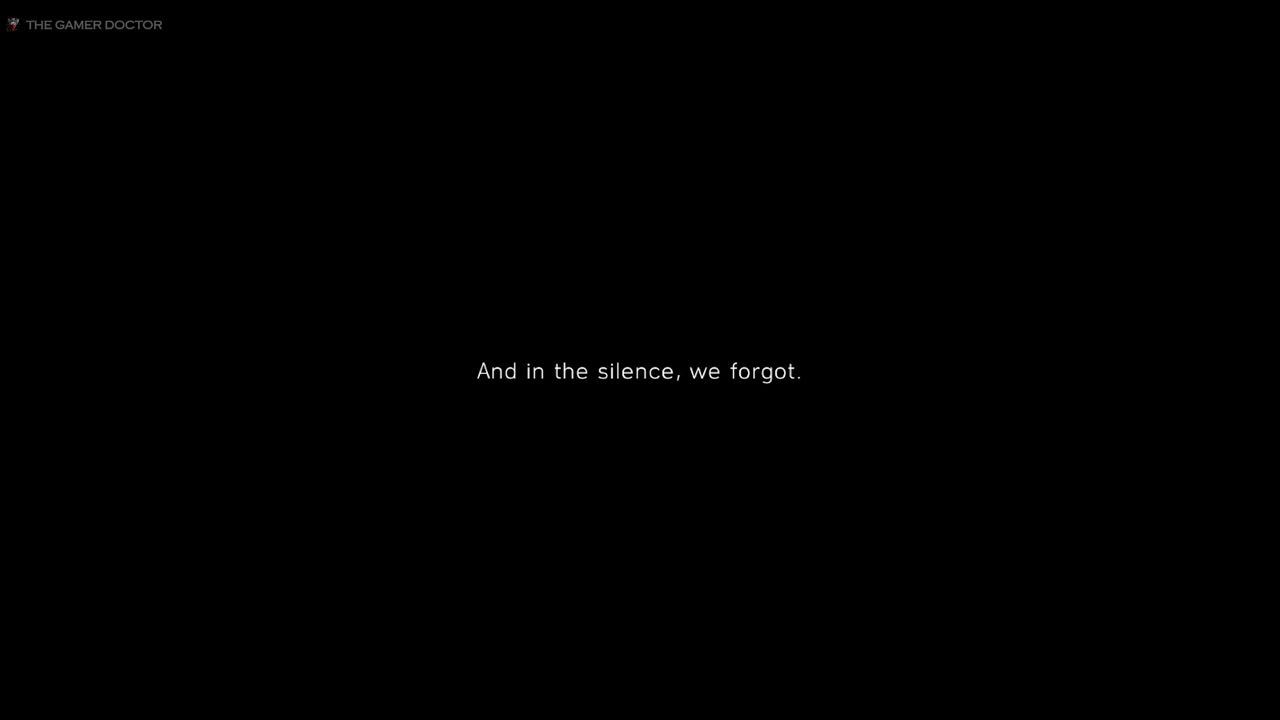 THE GAMER DOCTOR
And in the silence, we forgot.